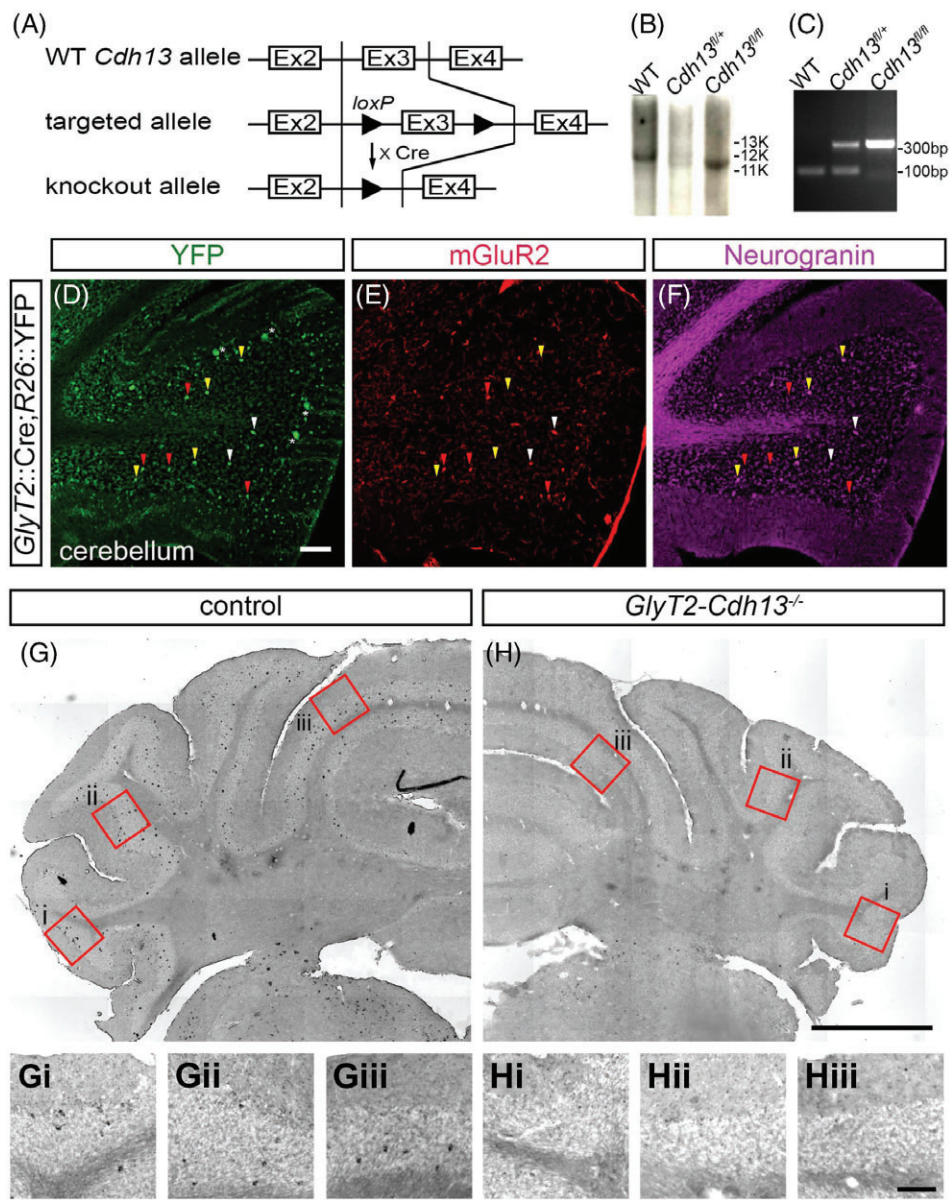 (A)
WT Cdh13 allele
Ex2 Ex3 Ex4
targeted allele
loxP
Ex2 Ex3 Ex4
x Cre
knockout allele
Ex2 Ex4
(B)
WT Cdh13fl/+ Cdh13fl/fl
-13K
-12K
-11K
(C)
WT Cdh13fl/+ Cdh13fl/fl
-300bp
-100bp
YFP mGluR2 Neurogranin
GlyT2::Cre;R26::YFP
(D) (E) (F)
* * * *
cerebellum
control GlyT2-Cdh13-/-
(G) (H)
iii
ii
i
iii
ii
i
Gi Gii Giii Hi Hii Hiii